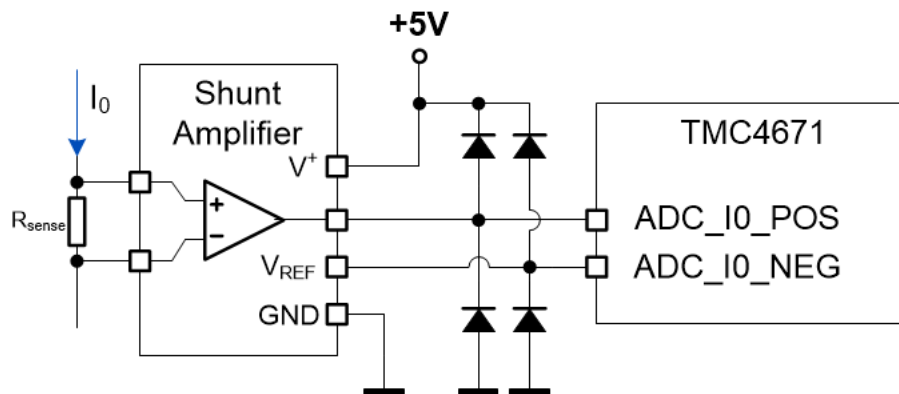 +5V
I0
Shunt
Amplifier
TMC4671
V+
Rsense
+
−
ADC_I0_POS
VREF
ADC_I0_NEG
GND